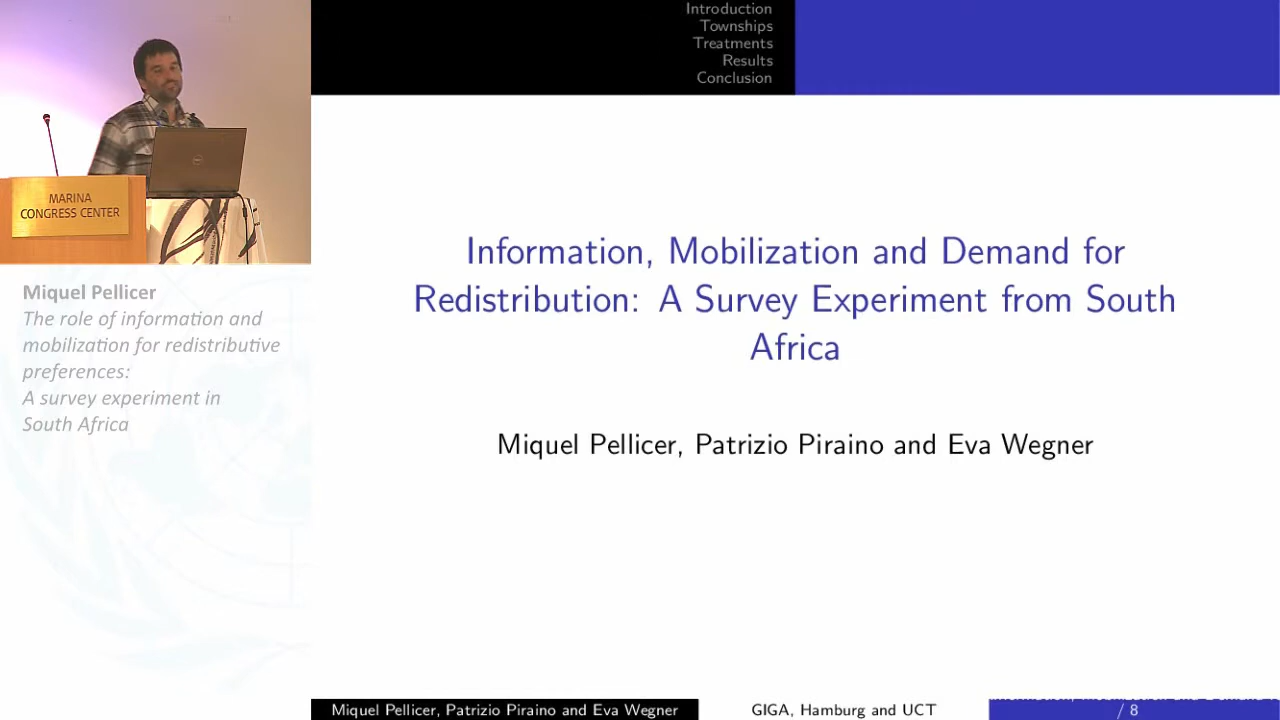 MARINA
CONGRESS CENTER
Miquel Pellicer
The role of information and
mobilization for redistributive
preferences:
A survey experiment in
South Africa
Introduction
Townships
Treatments
Results
Conclusion
Information, Mobilization and Demand for
Redistribution: A Survey Experiment from South
Africa
Miquel Pellicer, Patrizio Piraino and Eva Wegner
Miquel Pellicer, Patrizio Piraino and Eva Wegner
GIGA, Hamburg and UCT
/ 8